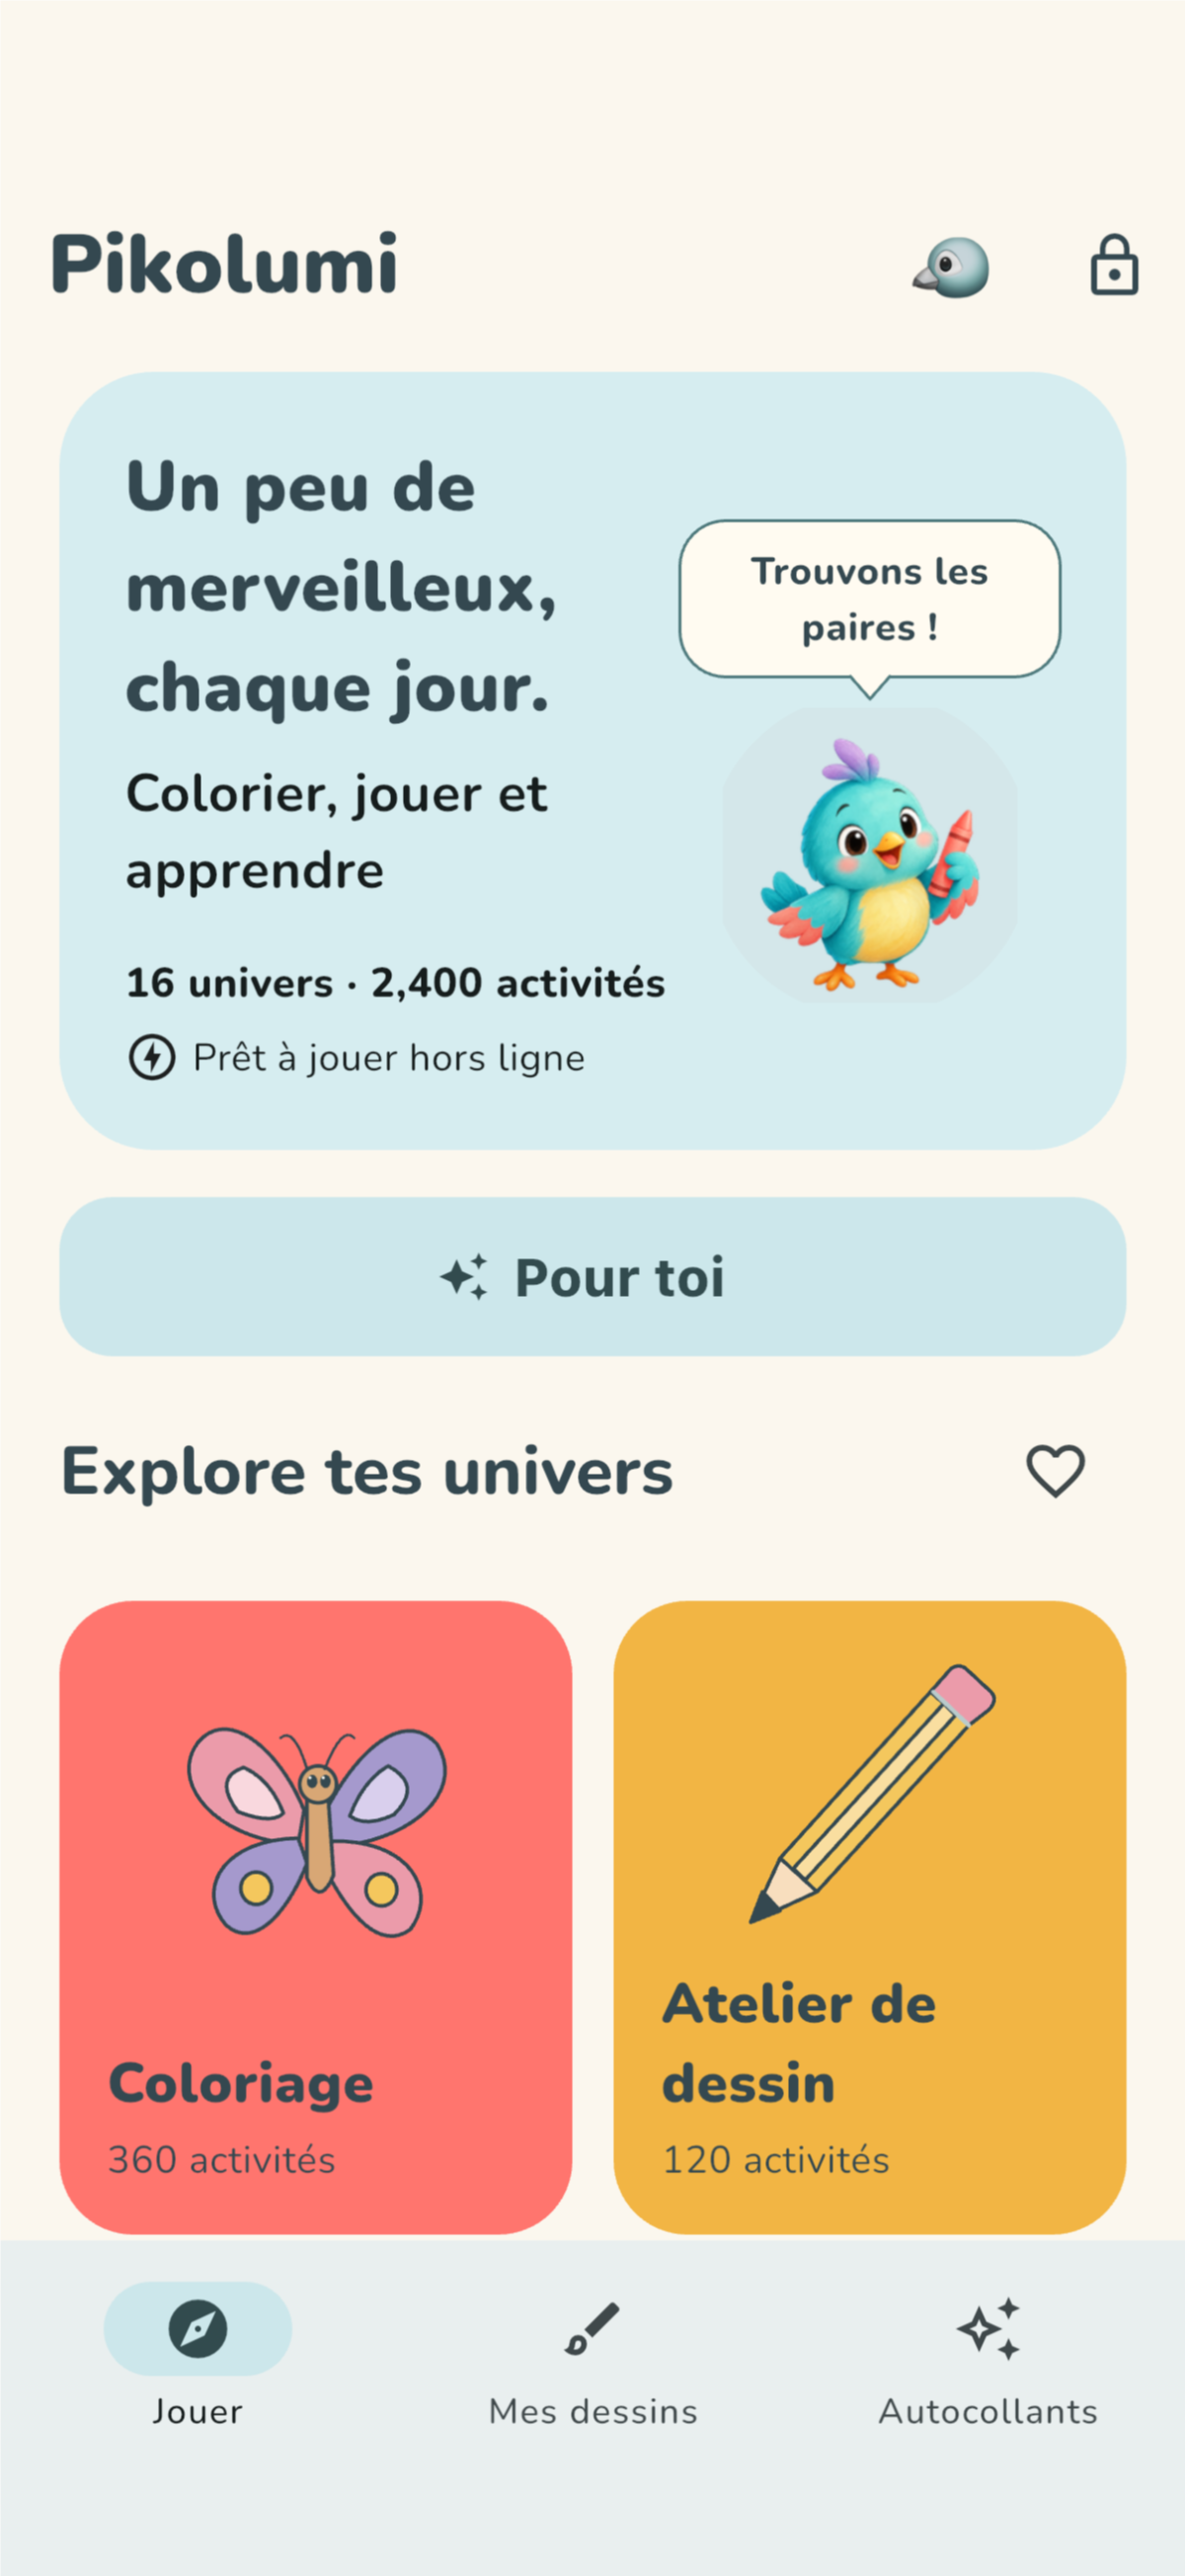 Pikolumi
Un peu de
merveilleux,
chaque jour.
Colorier, jouer et
apprendre
16 univers · 2,400 activités
Prêt à jouer hors ligne
Trouvons les
paires !
Pour toi
Explore tes univers
Coloriage
360 activités
Atelier de
dessin
120 activités
Jouer
Mes dessins
Autocollants